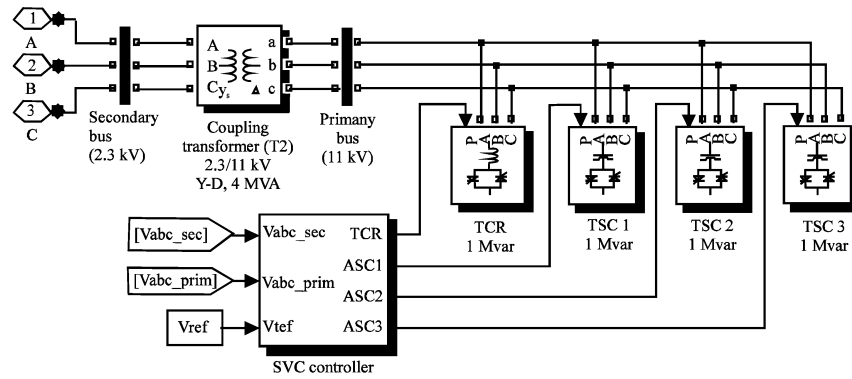 1
A
2
B
3
C
Secondary
bus
(2.3 kV)
A
B
Cys
a
b
Δ c
Coupling
transformer (T2)
2.3/11 kV
Y-D, 4 MVA
Primany
bus
(11 kV)
P A B C
TCR
1 Mvar
P A B C
TSC 1
1 Mvar
P A B C
TSC 2
1 Mvar
P A B C
TSC 3
1 Mvar
[Vabc_sec]
[Vabc_prim]
Vref
Vabc_sec
Vabc_prim
Vtef
TCR
ASC1
ASC2
ASC3
SVC controller